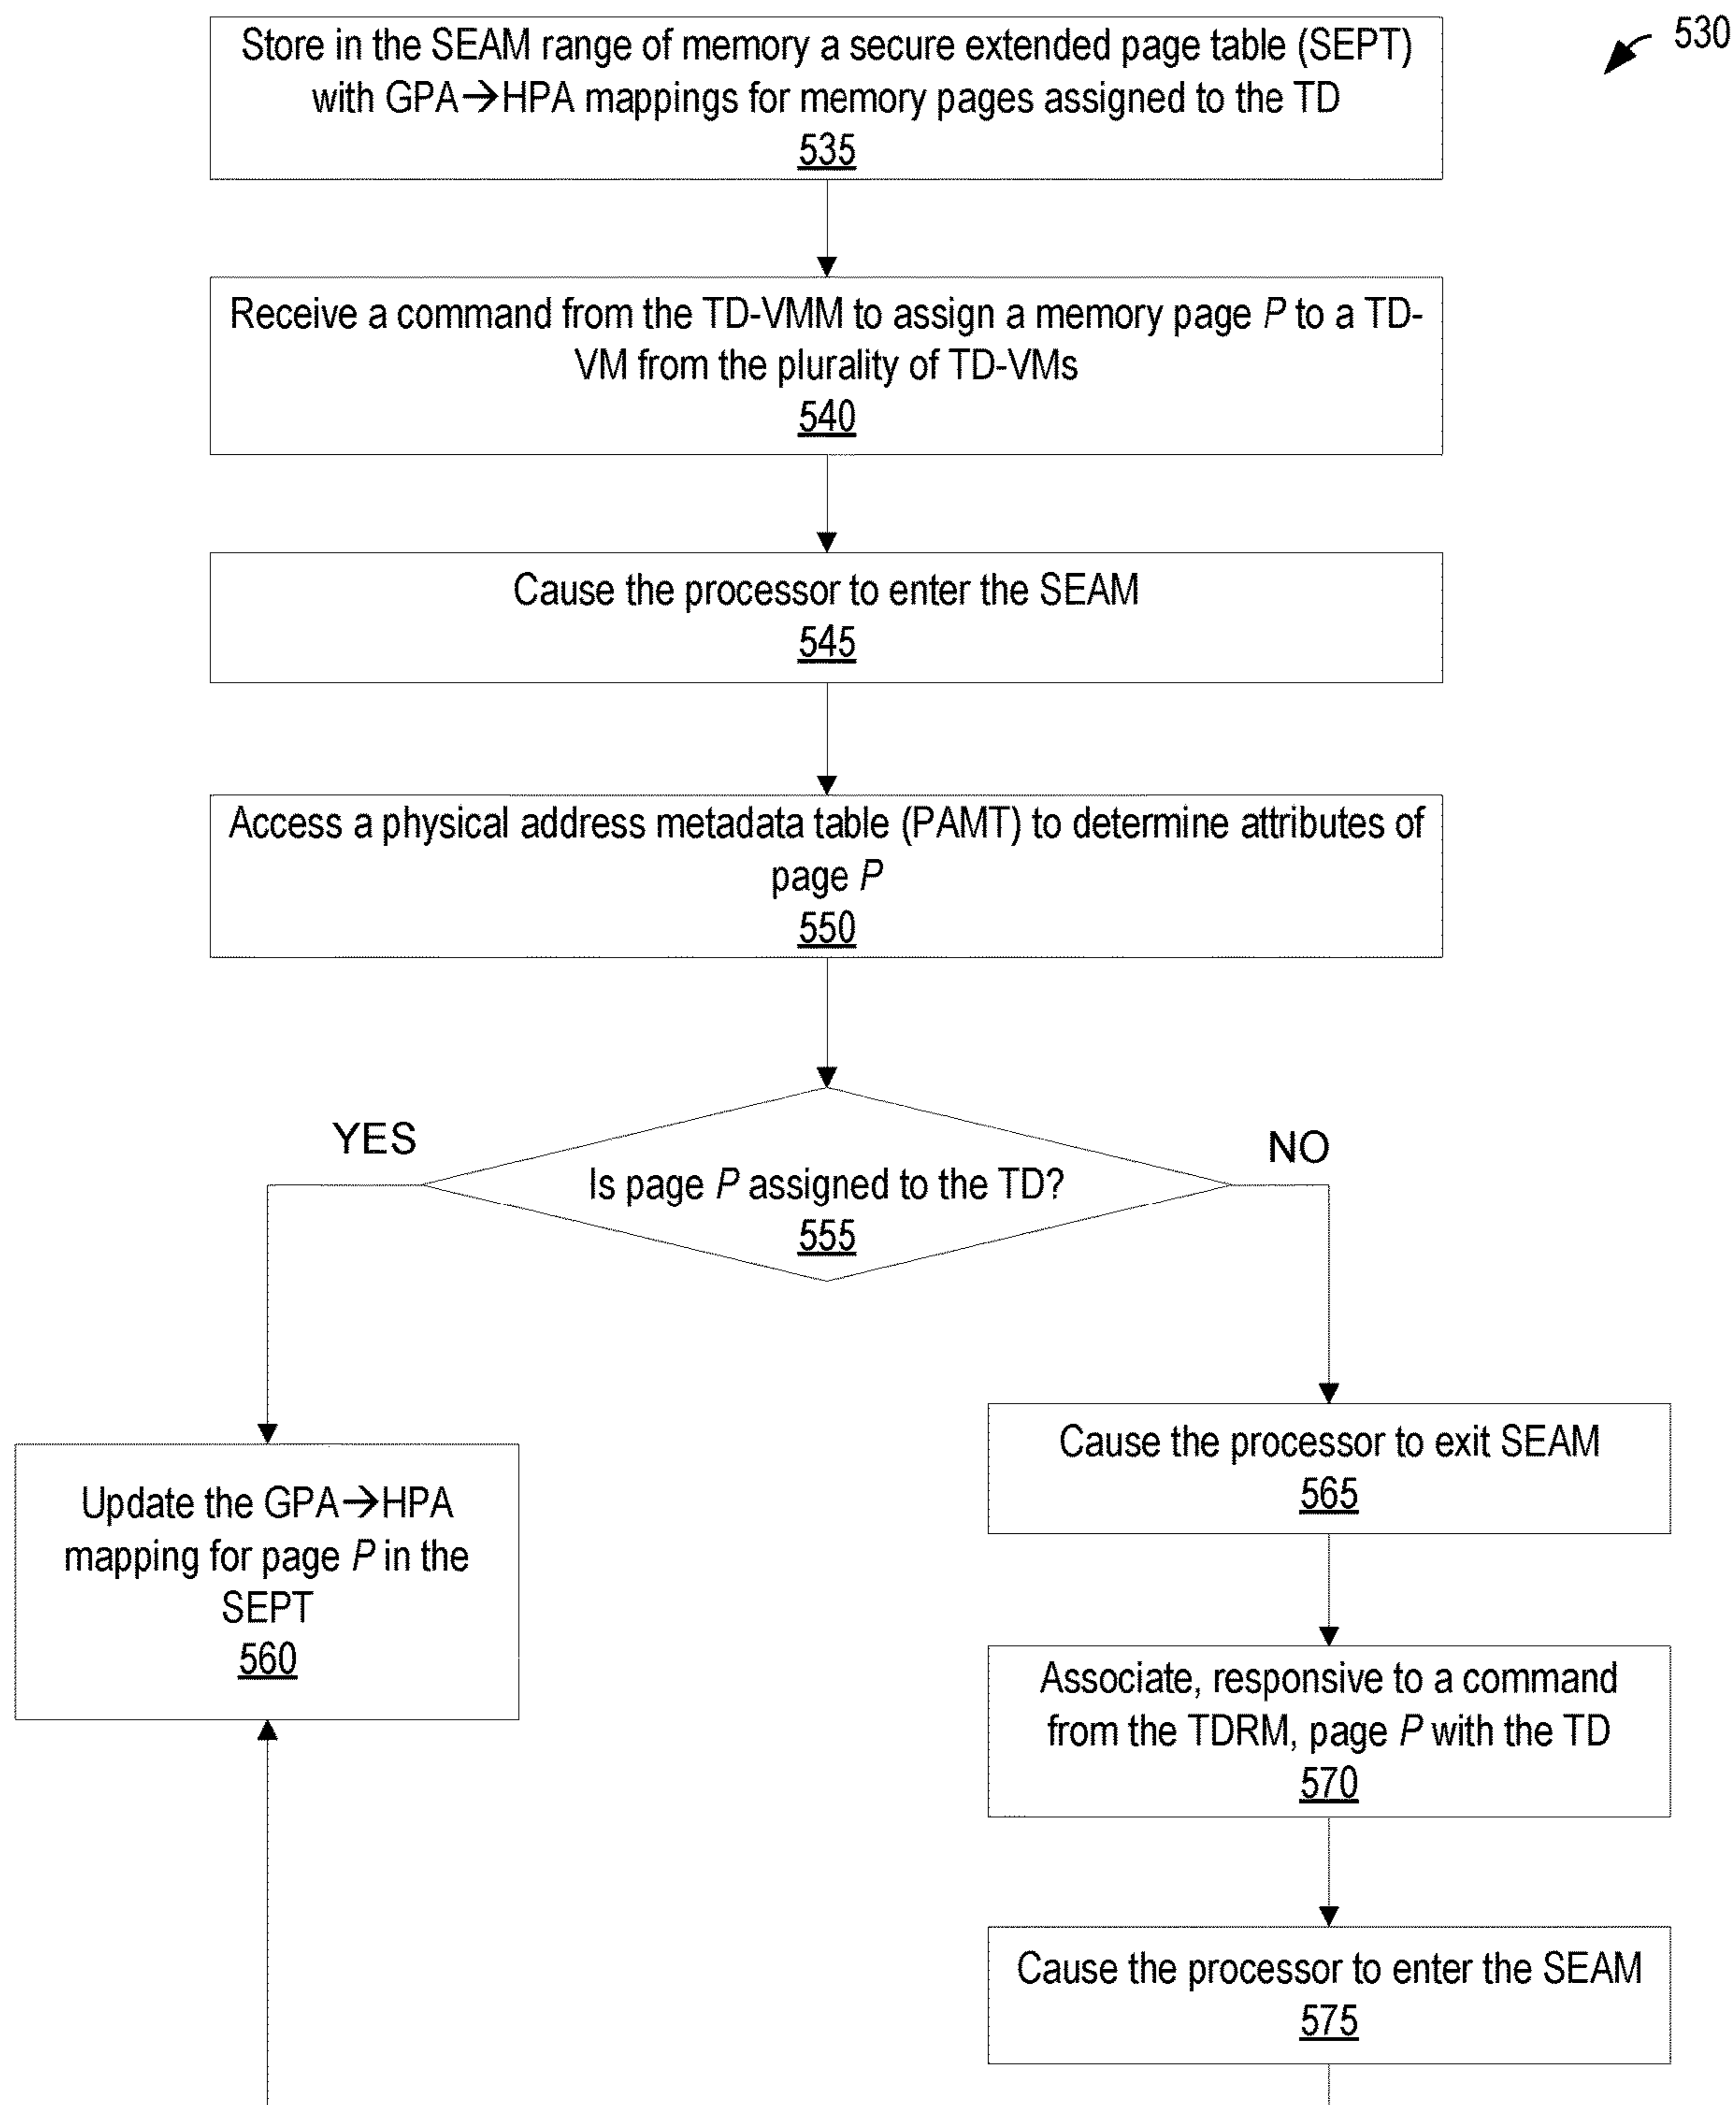 530
Store in the SEAM range of memory a secure extended page table (SEPT)
with GPA→HPA mappings for memory pages assigned to the TD
535
Receive a command from the TD-VMM to assign a memory page P to a TD-
VM from the plurality of TD-VMs
540
Cause the processor to enter the SEAM
545
Access a physical address metadata table (PAMT) to determine attributes of
page P
550
YES
NO
Is page P assigned to the TD?
555
Update the GPA→HPA
mapping for page P in the
SEPT
560
Cause the processor to exit SEAM
565
Associate, responsive to a command
from the TDRM, page P with the TD
570
Cause the processor to enter the SEAM
575